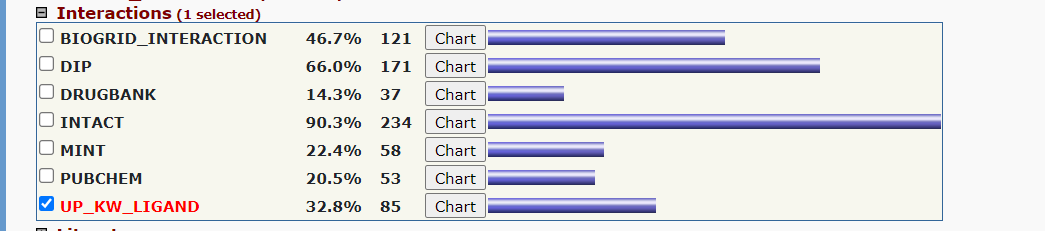 Interactions (1 selected)
BIOGRID_INTERACTION 46.7% 121 Chart
DIP 66.0% 171 Chart
DRUGBANK 14.3% 37 Chart
INTACT 90.3% 234 Chart
MINT 22.4% 58 Chart
PUBCHEM 20.5% 53 Chart
UP_KW_LIGAND 32.8% 85 Chart